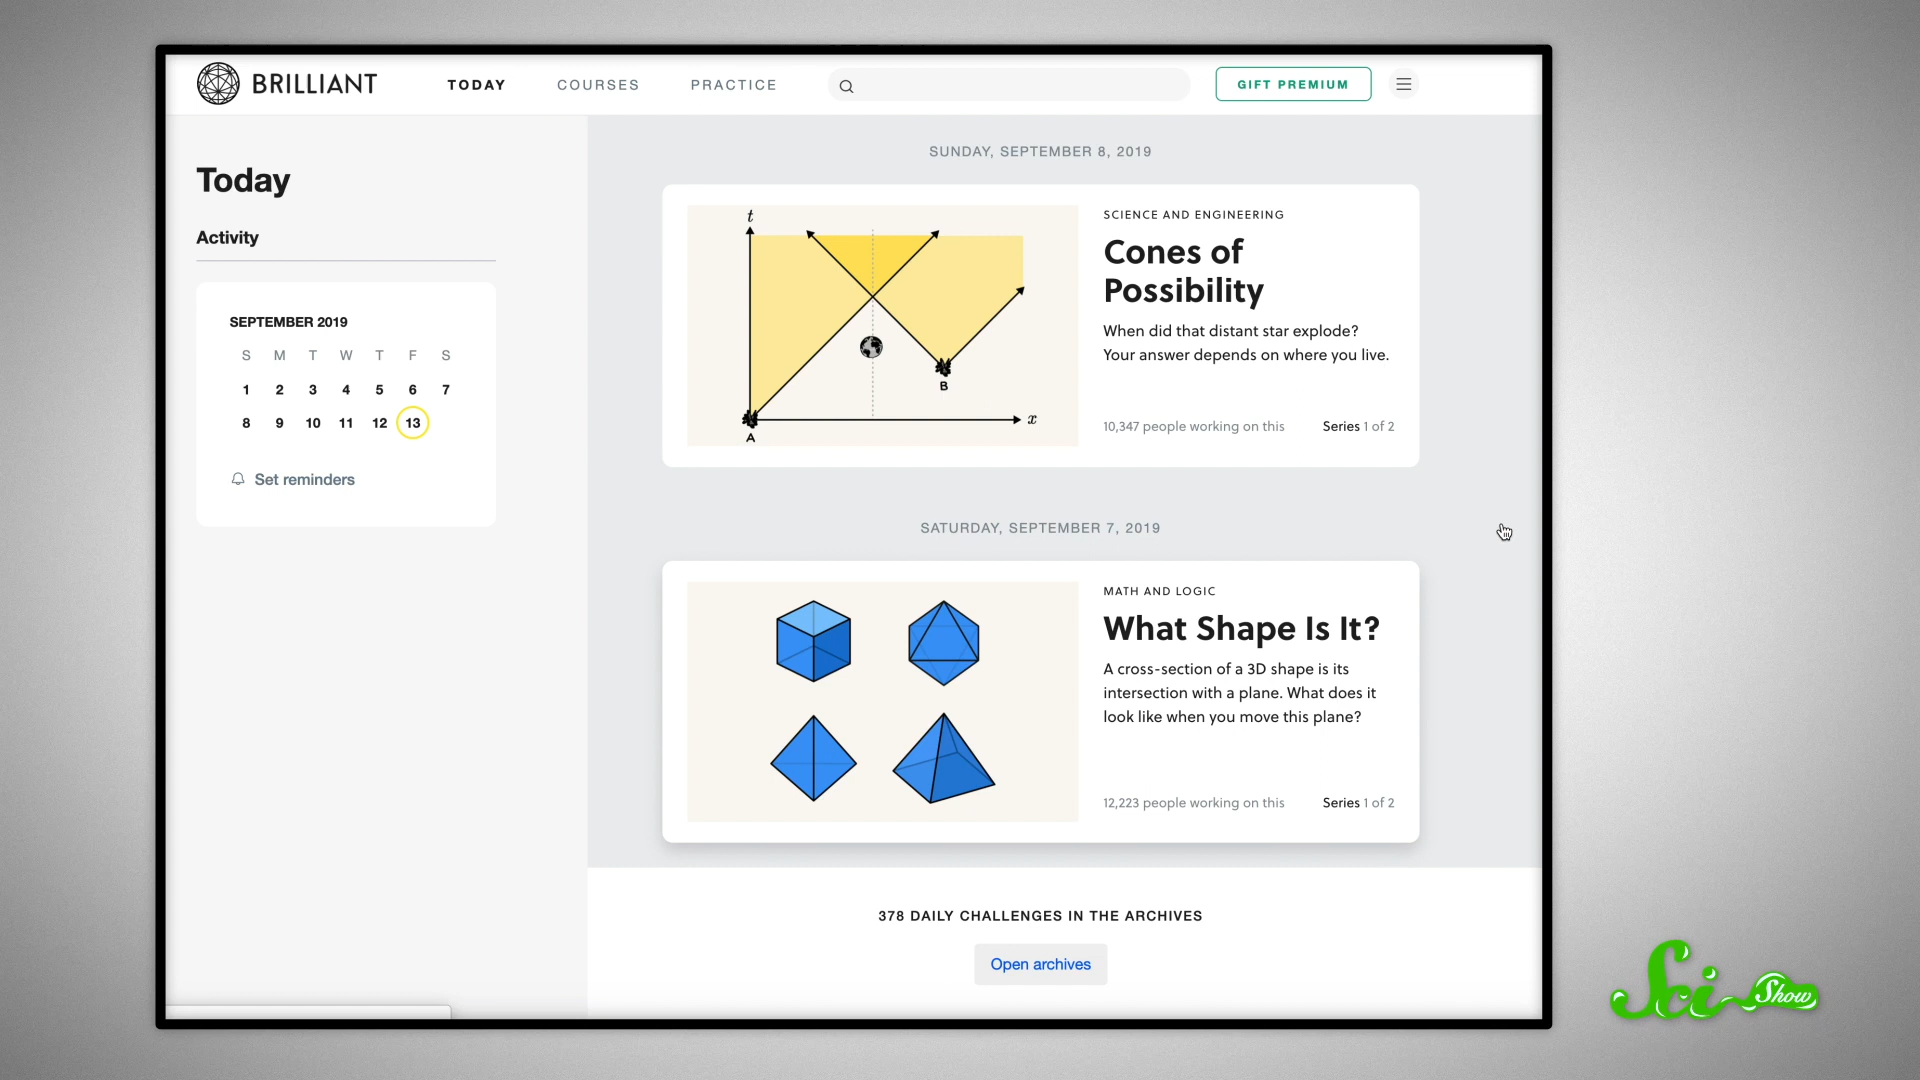 BRILLIANT
TODAY
COURSES
PRACTICE
GIFT PREMIUM
Today
Activity
SEPTEMBER 2019
S M T W T F S
1 2 3 4 5 6 7
8 9 10 11 12 13
Set reminders
SUNDAY, SEPTEMBER 8, 2019
t
x
A
B
SCIENCE AND ENGINEERING
Cones of
Possibility
When did that distant star explode?
Your answer depends on where you live.
10,347 people working on this
Series 1 of 2
SATURDAY, SEPTEMBER 7, 2019
MATH AND LOGIC
What Shape Is It?
A cross-section of a 3D shape is its
intersection with a plane. What does it
look like when you move this plane?
12,223 people working on this
Series 1 of 2
378 DAILY CHALLENGES IN THE ARCHIVES
Open archives
Sci Show